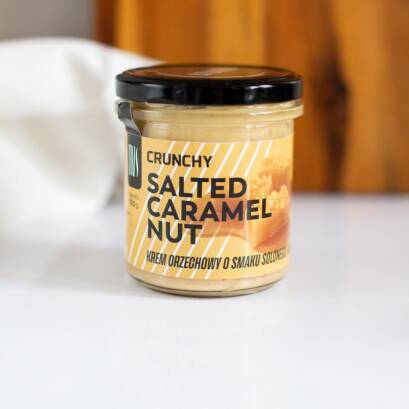 CRUNCHY
SALTED
CARAMEL
NUT
KREM ORZECHOWY O SMAKU SOLONEGO